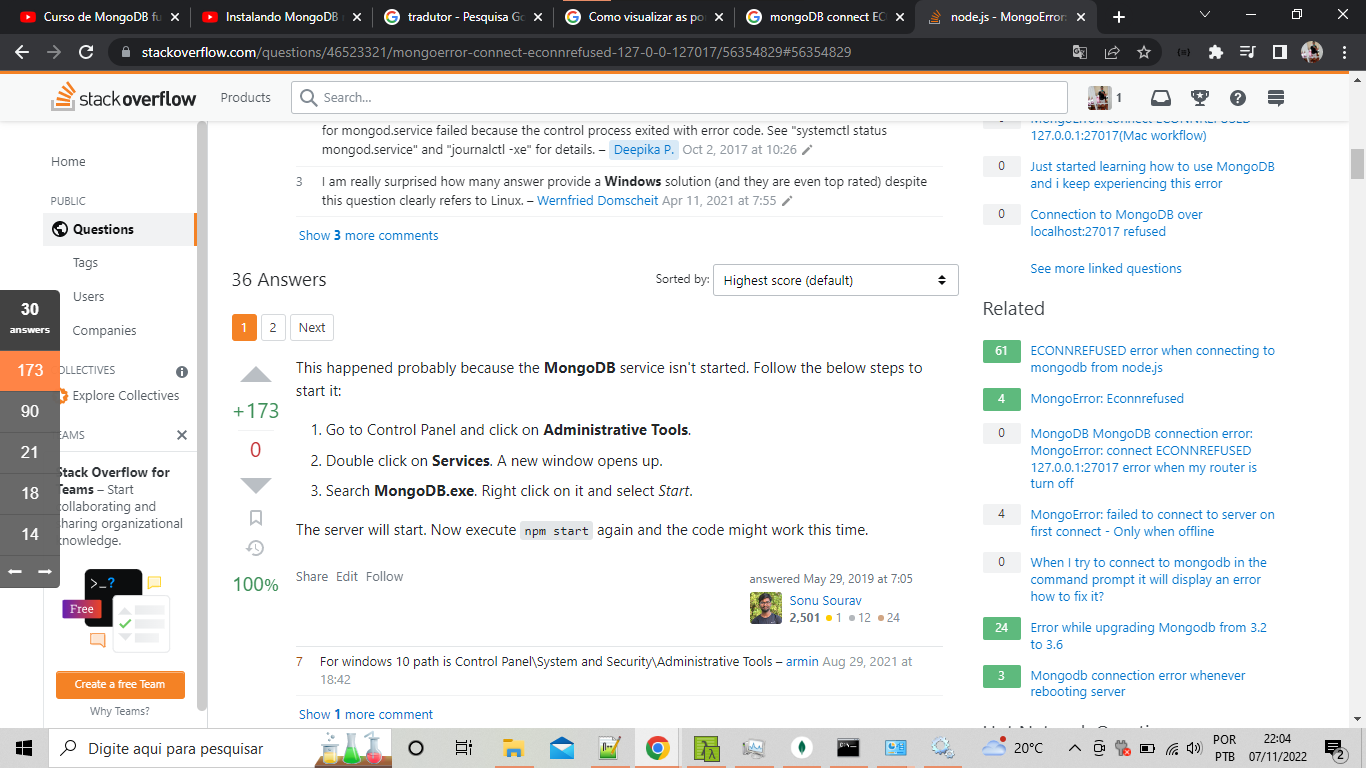 Curso de MongoDB fu
Instalando MongoDB
tradutor - Pesquisa Go
Como visualizar as po
mongoDB connect EC
node.js - MongoError:
stackoverflow.com/questions/46523321/mongoerror-connect-econnrefused-127-0-0-127017/56354829#56354829
stackoverflow
Products
Search...
1
Home
PUBLIC
Questions
Tags
Users
Companies
COLLECTIVES
Explore Collectives
TEAMS
Stack Overflow for
Teams – Start
collaborating and
sharing organizational
knowledge.
>_?
Free
Create a free Team
Why Teams?
30
answers
173
90
21
18
14
for mongod.service failed because the control process exited with error code. See "systemctl status
mongod.service" and "journalctl -xe" for details. – Deepika P. Oct 2, 2017 at 10:26
3 I am really surprised how many answer provide a Windows solution (and they are even top rated) despite
this question clearly refers to Linux. – Wernfried Domscheit Apr 11, 2021 at 7:55
Show 3 more comments
36 Answers
Sorted by: Highest score (default)
1 2 Next
+173
0
100%
This happened probably because the MongoDB service isn't started. Follow the below steps to
start it:
1. Go to Control Panel and click on Administrative Tools.
2. Double click on Services. A new window opens up.
3. Search MongoDB.exe. Right click on it and select Start.
The server will start. Now execute npm start again and the code might work this time.
Share Edit Follow
answered May 29, 2019 at 7:05
Sonu Sourav
2,501 1 12 24
7 For windows 10 path is Control Panel\System and Security\Administrative Tools – armin Aug 29, 2021 at
18:42
Show 1 more comment
MongoError: connect ECONNREFUSED
127.0.0.1:27017(Mac workflow)
0 Just started learning how to use MongoDB
and i keep experiencing this error
0 Connection to MongoDB over
localhost:27017 refused
See more linked questions
Related
61 ECONNREFUSED error when connecting to
mongodb from node.js
4 MongoError: Econnrefused
0 MongoDB MongoDB connection error:
MongoError: connect ECONNREFUSED
127.0.0.1:27017 error when my router is
turn off
4 MongoError: failed to connect to server on
first connect - Only when offline
0 When I try to connect to mongodb in the
command prompt it will display an error
how to fix it?
24 Error while upgrading Mongodb from 3.2
to 3.6
3 Mongodb connection error whenever
rebooting server
Hot Network Questions
Digite aqui para pesquisar
20°C
POR
PTB
22:04
07/11/2022
2